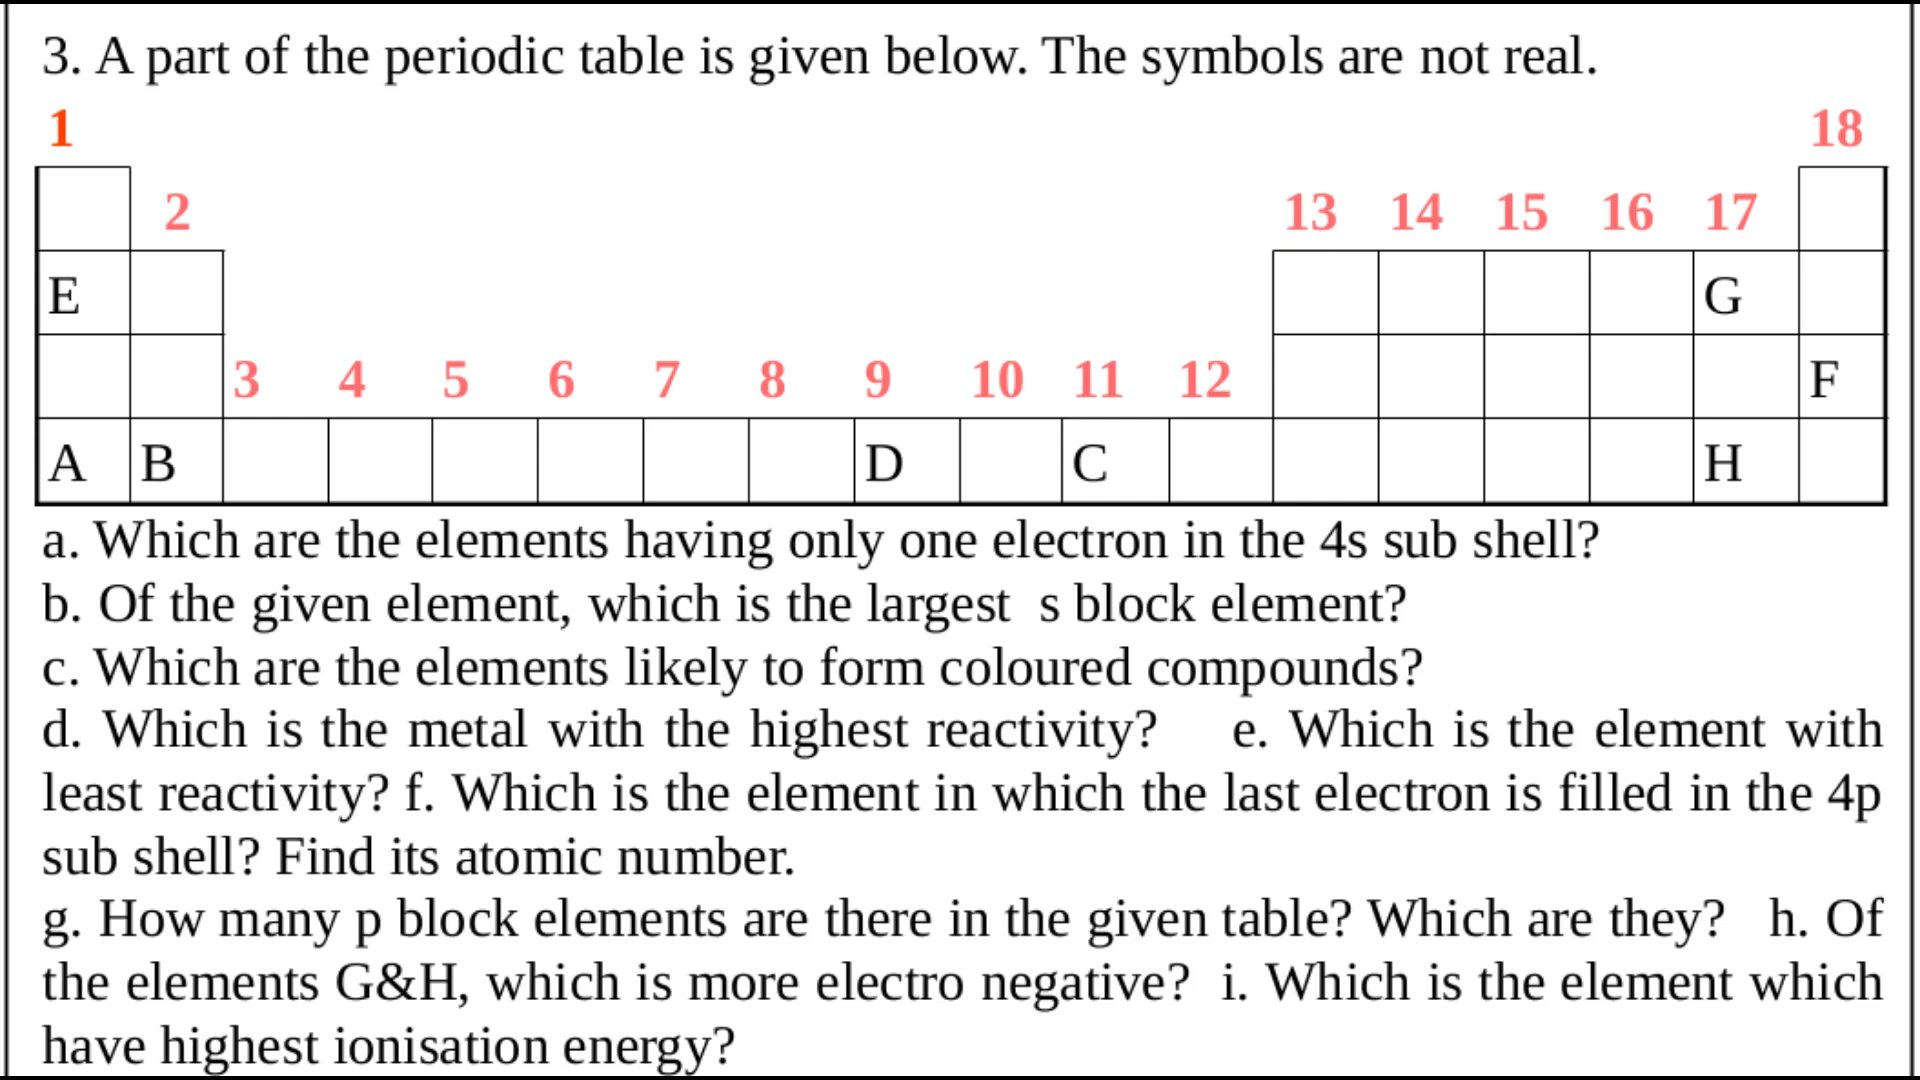 3. A part of the periodic table is given below. The symbols are not real.
1 18
2 13 14 15 16 17
E G
3 4 5 6 7 8 9 10 11 12 F
A B D C H
a. Which are the elements having only one electron in the 4s sub shell?
b. Of the given element, which is the largest s block element?
c. Which are the elements likely to form coloured compounds?
d. Which is the metal with the highest reactivity? e. Which is the element with
least reactivity? f. Which is the element in which the last electron is filled in the 4p
sub shell? Find its atomic number.
g. How many p block elements are there in the given table? Which are they? h. Of
the elements G&H, which is more electro negative? i. Which is the element which
have highest ionisation energy?